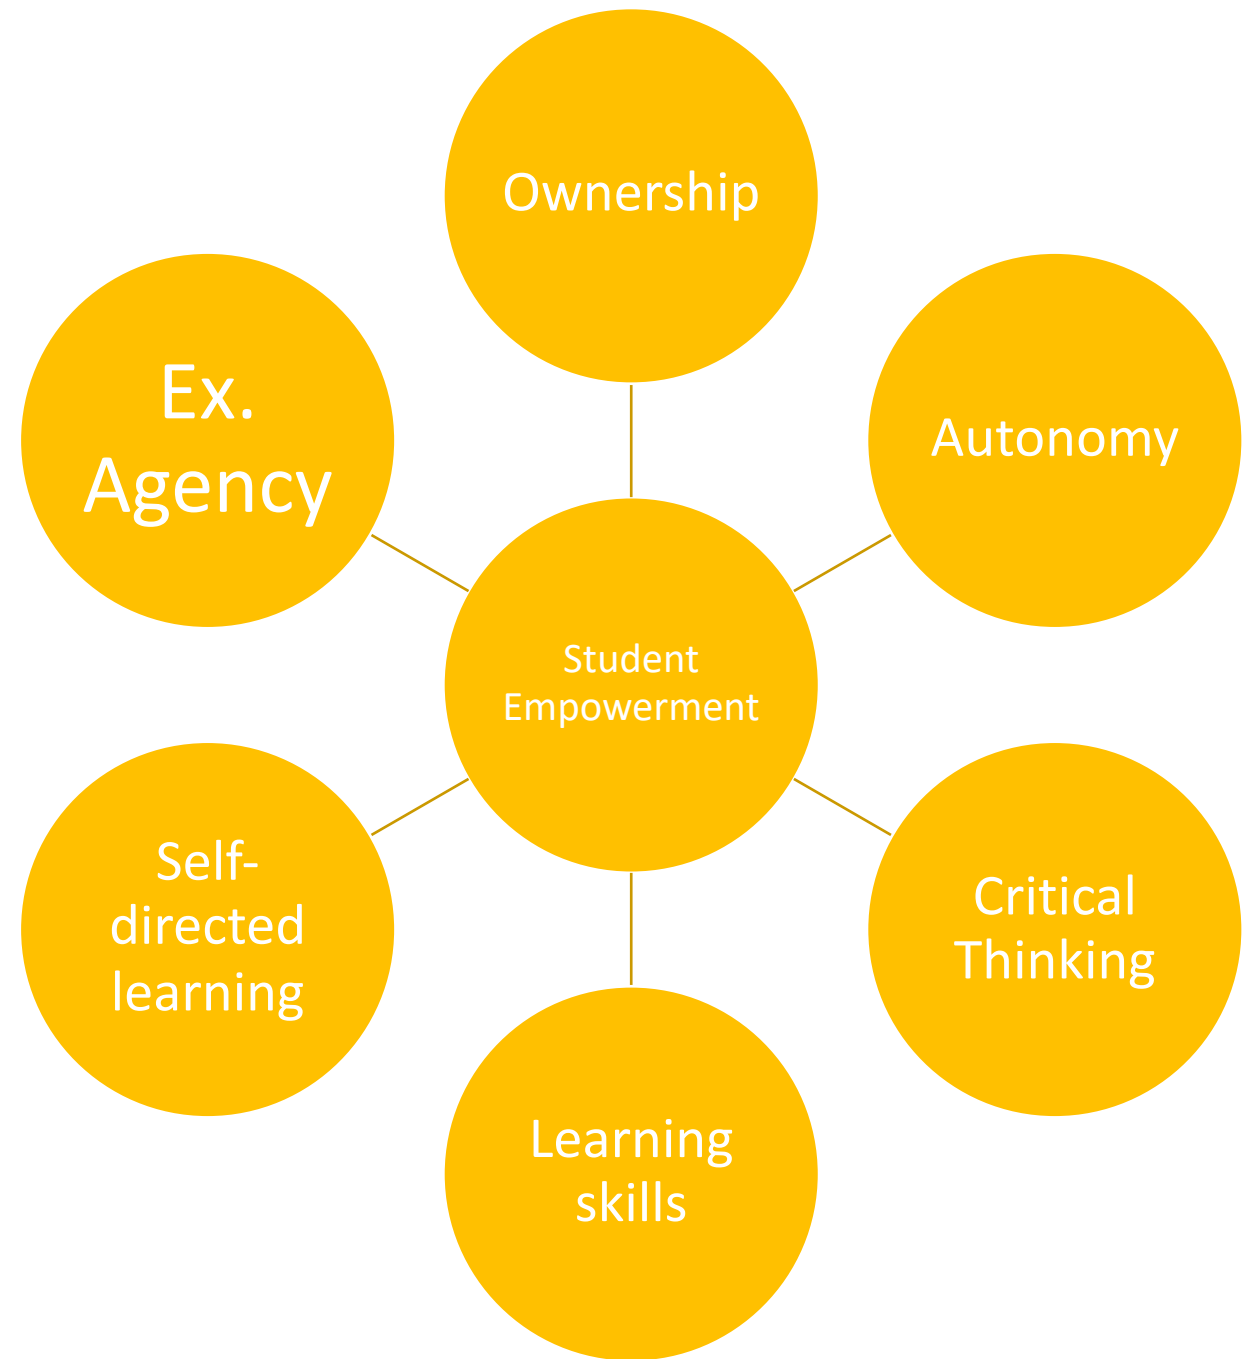 Ownership
Ex.
Agency
Autonomy
Student
Empowerment
Self-
directed
learning
Critical
Thinking
Learning
skills